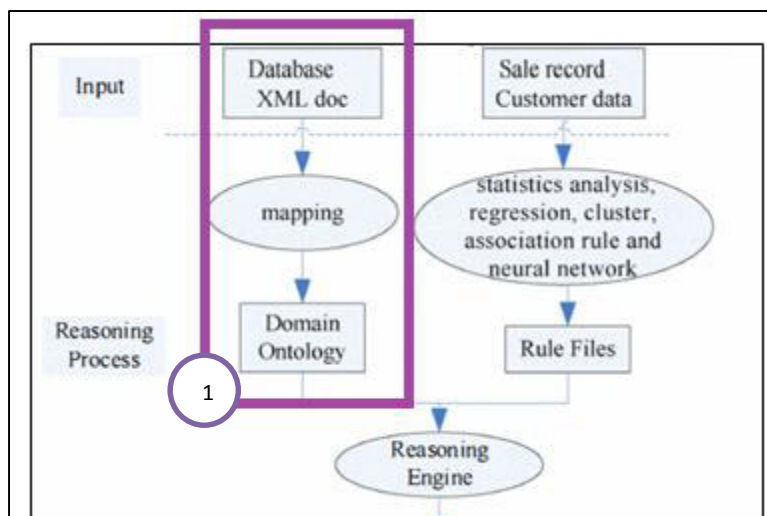 Input
Database
XML doc
Sale record
Customer data
mapping
statistics analysis,
regression, cluster,
association rule and
neural network
Reasoning
Process
Domain
Ontology
Rule Files
1
Reasoning
Engine